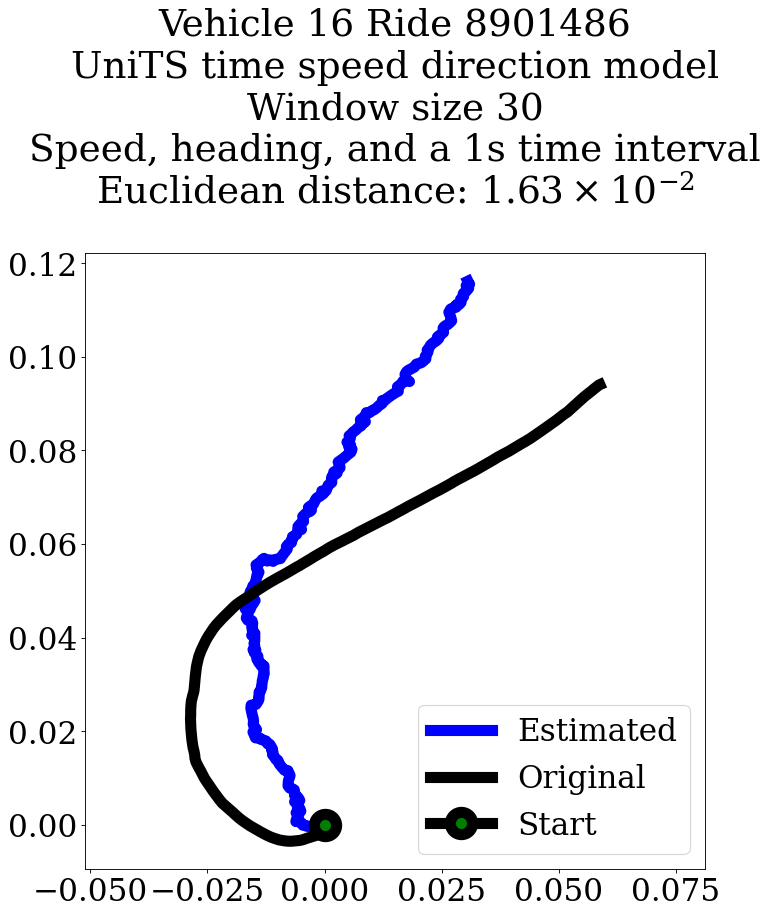 Vehicle 16 Ride 8901486
UniTS time speed direction model
Window size 30
Speed, heading, and a 1s time interval
Euclidean distance: 1.63 × 10⁻²
0.12
0.10
0.08
0.06
0.04
0.02
0.00
Estimated
Original
Start
−0.050 −0.025 0.000 0.025 0.050 0.075